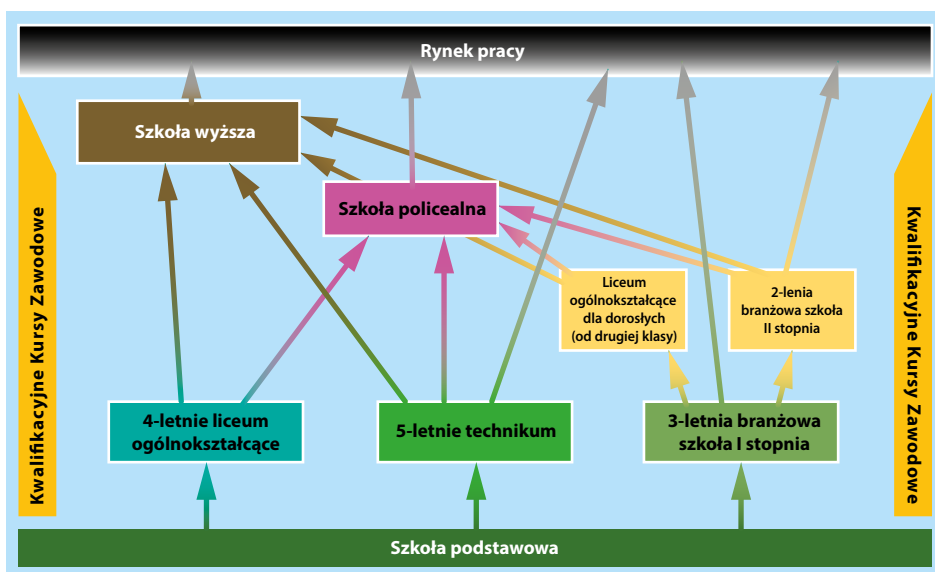 Rynek pracy
Szkoła wyższa
Szkoła policealna
Liceum
ogólnokształcące
dla dorosłych
(od drugiej klasy)
2-lenia
branżowa szkoła
II stopnia
4-letnie liceum
ogólnokształcące
5-letnie technikum
3-letnia branżowa
szkoła I stopnia
Szkoła podstawowa
Kwalifikacyjne Kursy Zawodowe
Kwalifikacyjne Kursy Zawodowe